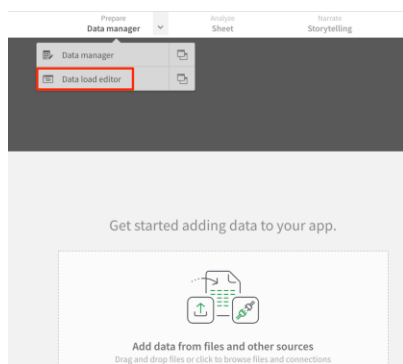 Prepare
Data manager
Analyze
Sheet
Narrate
Storytelling
Data manager
Data load editor
Get started adding data to your app.
Add data from files and other sources
Drag and drop files or click to browse files and connections